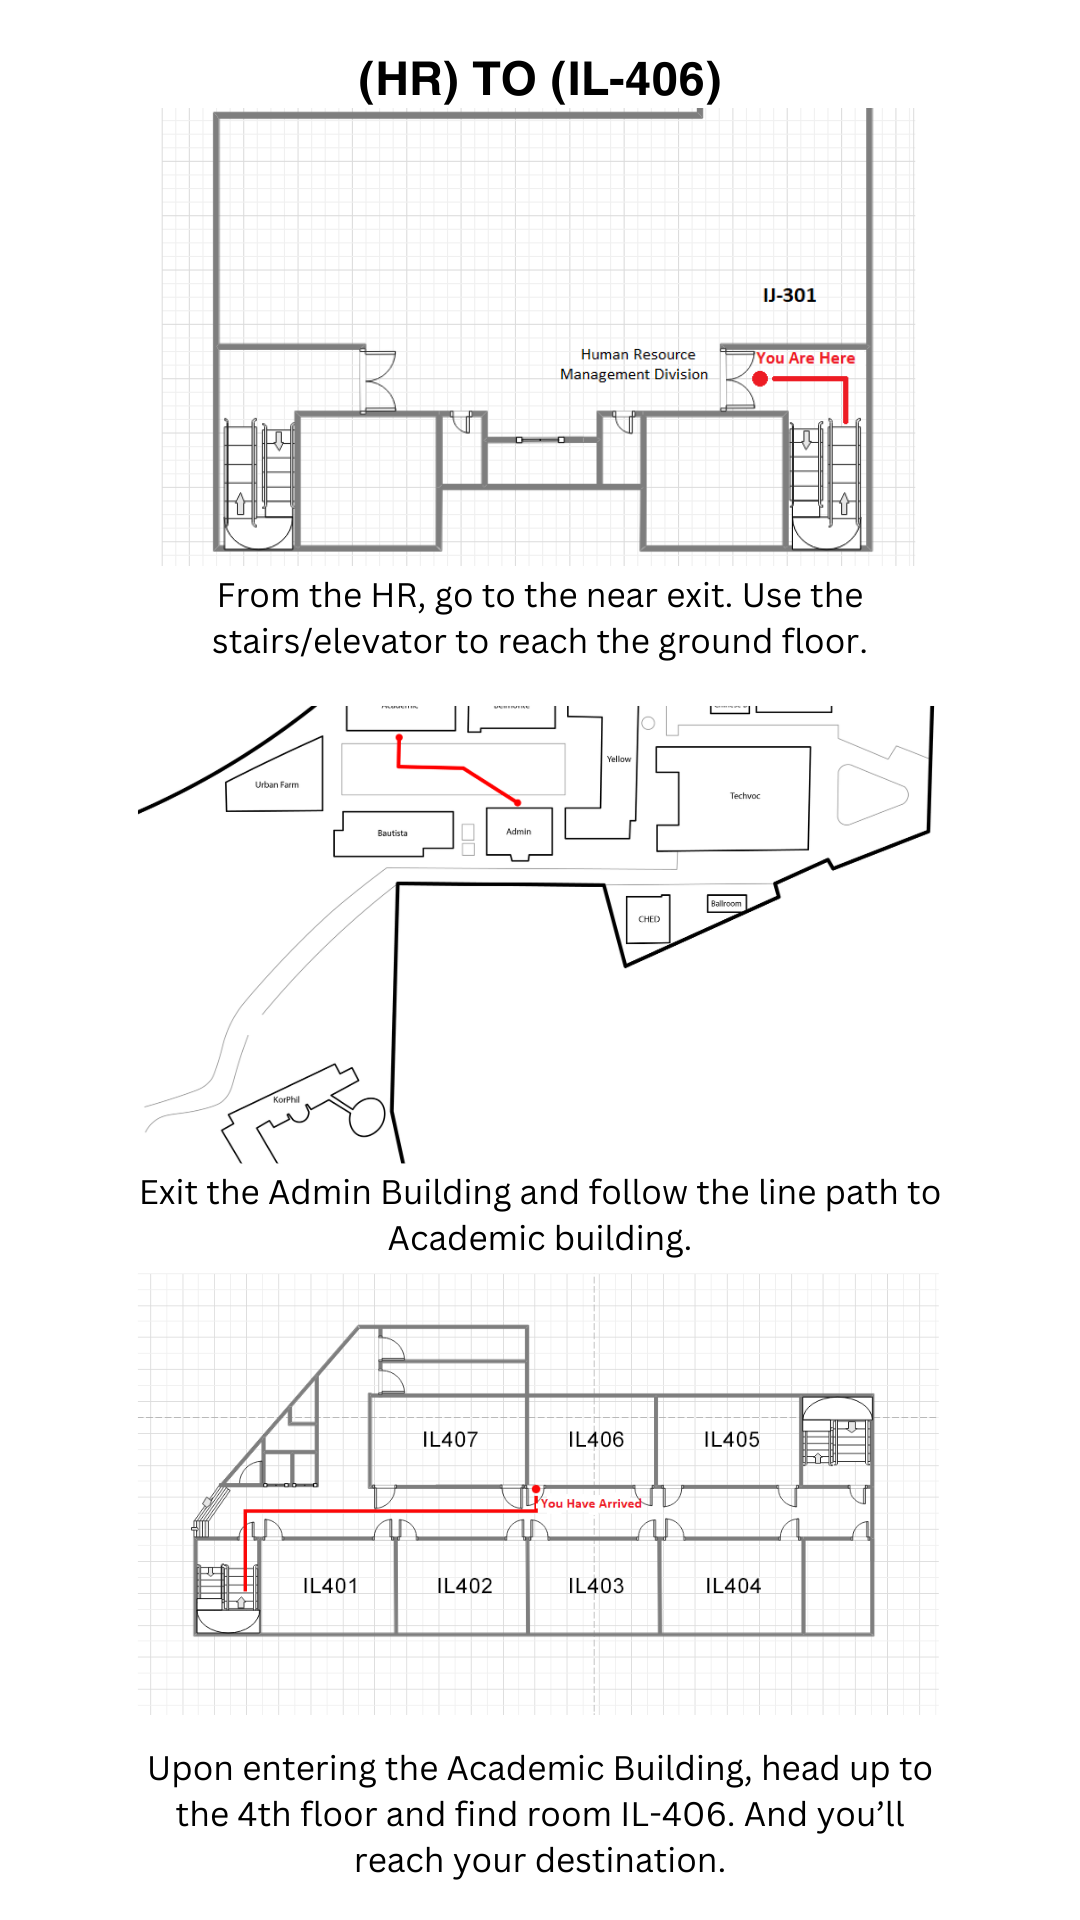 (HR) TO (IL-406)
IJ-301
Human Resource
Management Division
You Are Here
From the HR, go to the near exit. Use the
stairs/elevator to reach the ground floor.
Academic
Belmonte
Yellow
Urban Farm
Techvoc
Bautista
Admin
CHED
Ballroom
KorPhil
Exit the Admin Building and follow the line path to
Academic building.
IL407
IL406
IL405
You Have Arrived
IL401
IL402
IL403
IL404
Upon entering the Academic Building, head up to
the 4th floor and find room IL-406. And you’ll
reach your destination.